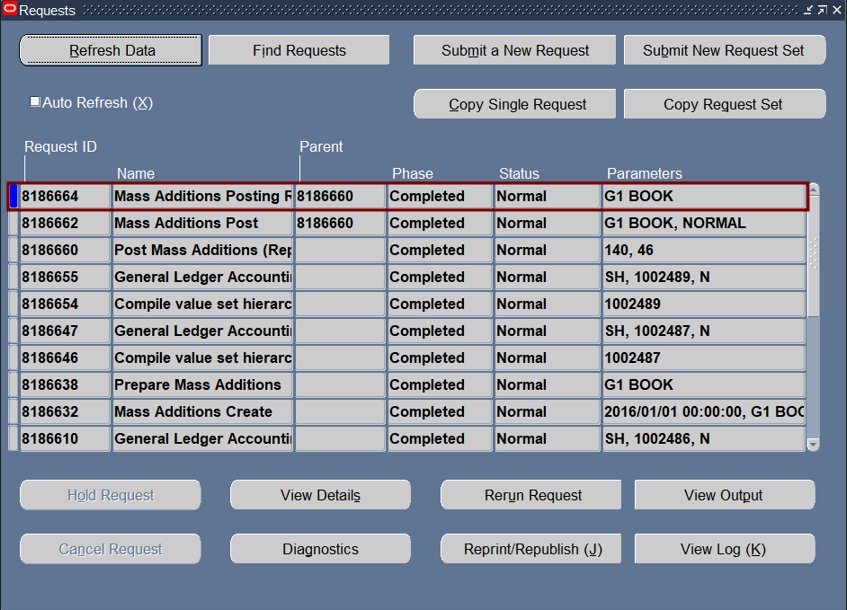 Requests
Refresh Data Find Requests Submit a New Request Submit New Request Set
Auto Refresh (X) Copy Single Request Copy Request Set
Request ID Parent
Name Phase Status Parameters
8186664 Mass Additions Posting R 8186660 Completed Normal G1 BOOK
8186662 Mass Additions Post 8186660 Completed Normal G1 BOOK, NORMAL
8186660 Post Mass Additions (Rep Completed Normal 140, 46
8186655 General Ledger Accounti Completed Normal SH, 1002489, N
8186654 Compile value set hierarc Completed Normal 1002489
8186647 General Ledger Accounti Completed Normal SH, 1002487, N
8186646 Compile value set hierarc Completed Normal 1002487
8186638 Prepare Mass Additions Completed Normal G1 BOOK
8186632 Mass Additions Create Completed Normal 2016/01/01 00:00:00, G1 BOO
8186610 General Ledger Accounti Completed Normal SH, 1002486, N
Hold Request View Details Rerun Request View Output
Cancel Request Diagnostics Reprint/Republish (J) View Log (K)